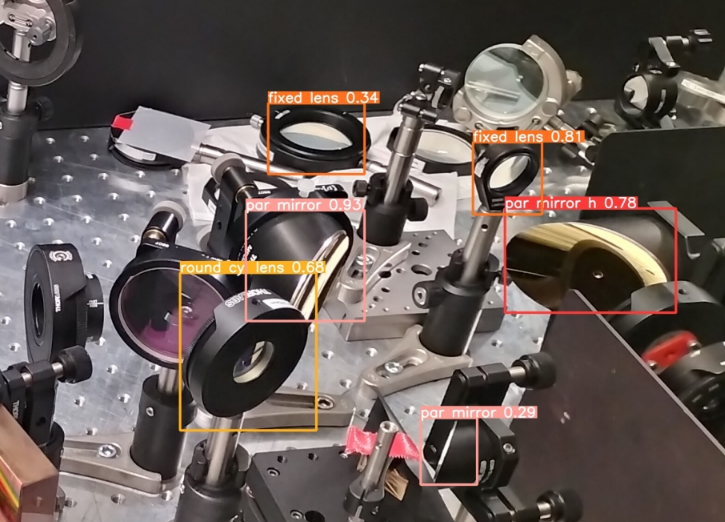 fixed lens 0.34
fixed lens 0.81
par mirror 0.93
par mirror h 0.78
round cy lens 0.68
par mirror 0.29